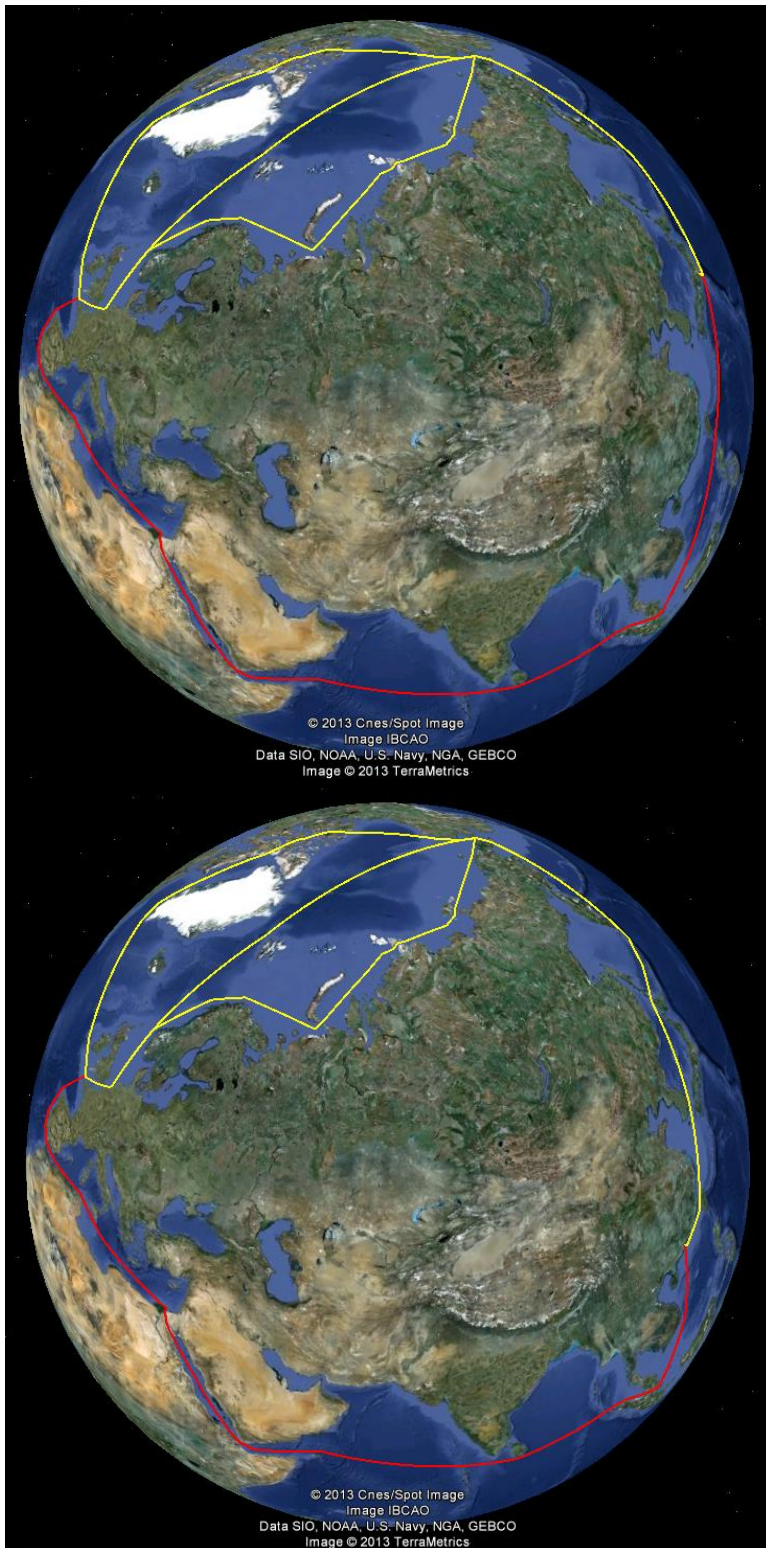 © 2013 Cnes/Spot Image
Image IBCAO
Data SIO, NOAA, U.S. Navy, NGA, GEBCO
Image © 2013 TerraMetrics
© 2013 Cnes/Spot Image
Image IBCAO
Data SIO, NOAA, U.S. Navy, NGA, GEBCO
Image © 2013 TerraMetrics